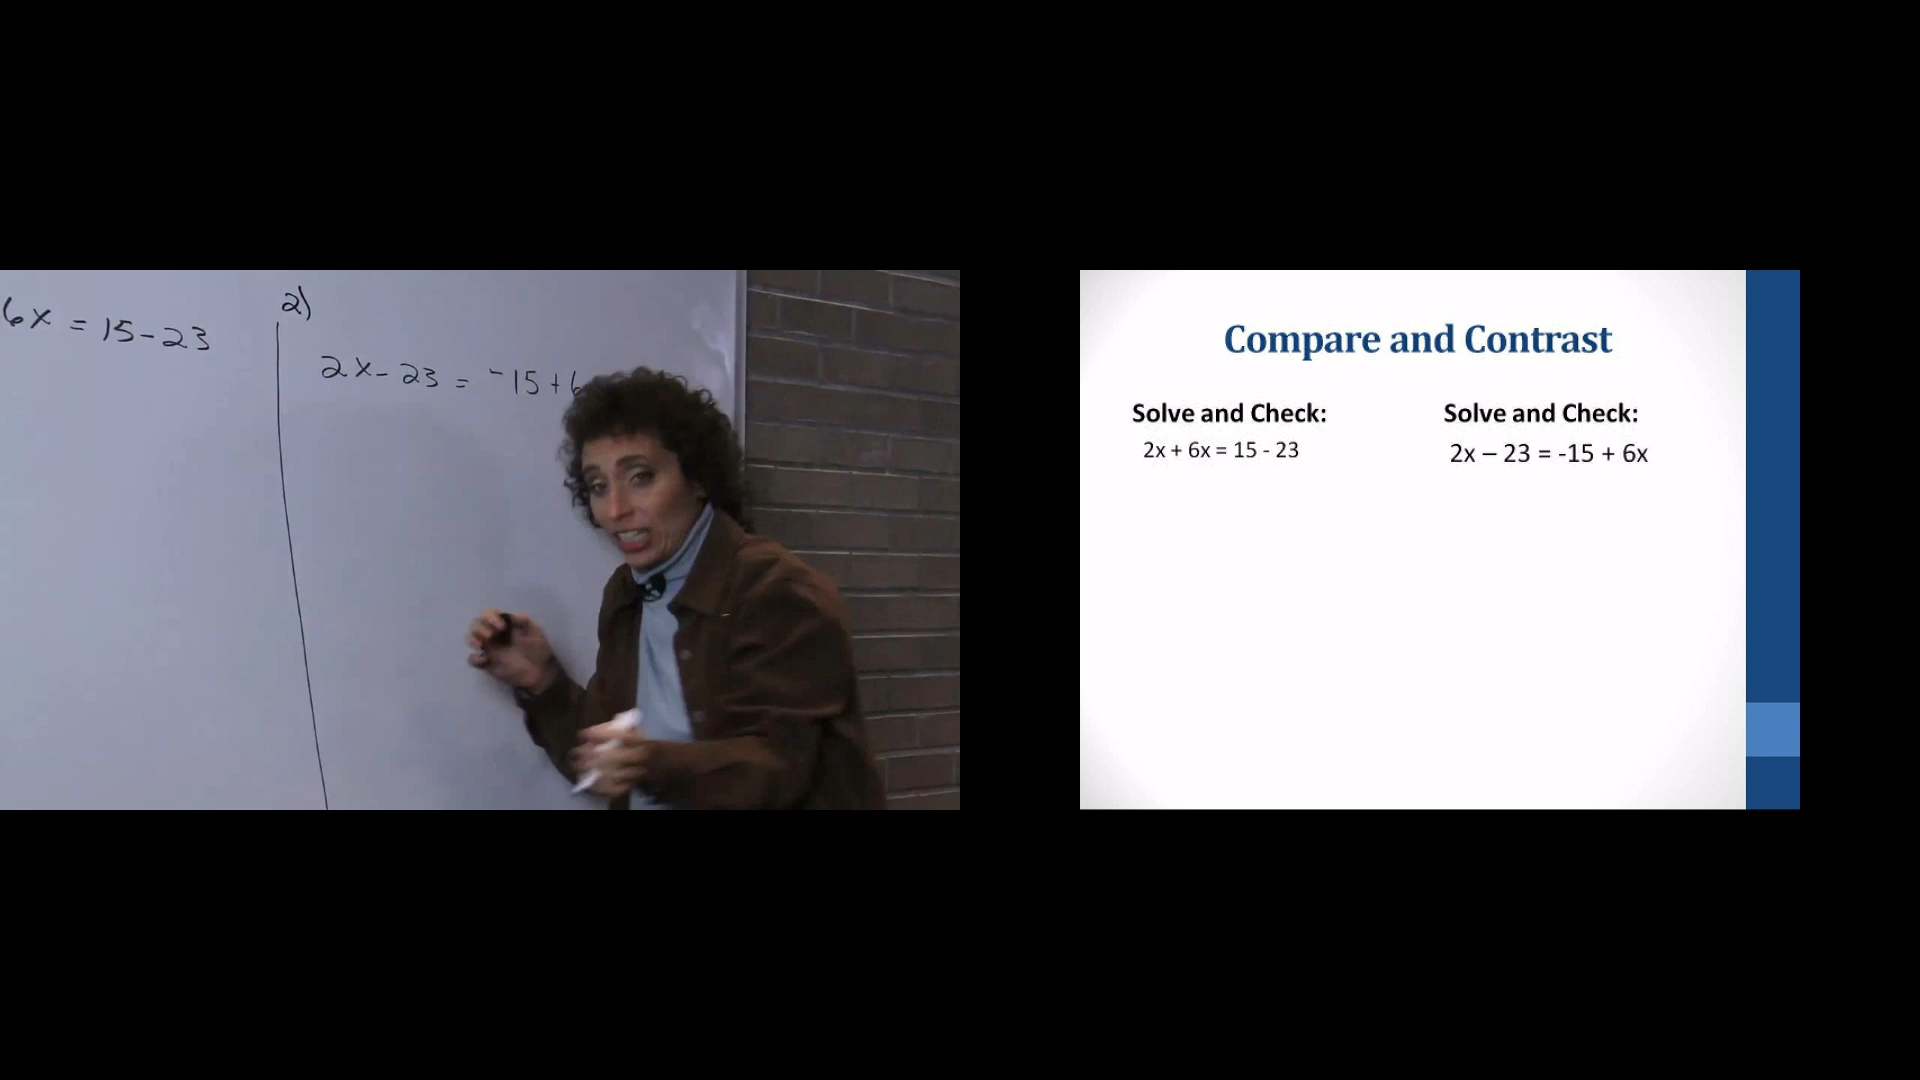 6x = 15-23
2)
2x-23 = -15+6
Compare and Contrast
Solve and Check:
2x + 6x = 15 - 23
Solve and Check:
2x – 23 = -15 + 6x